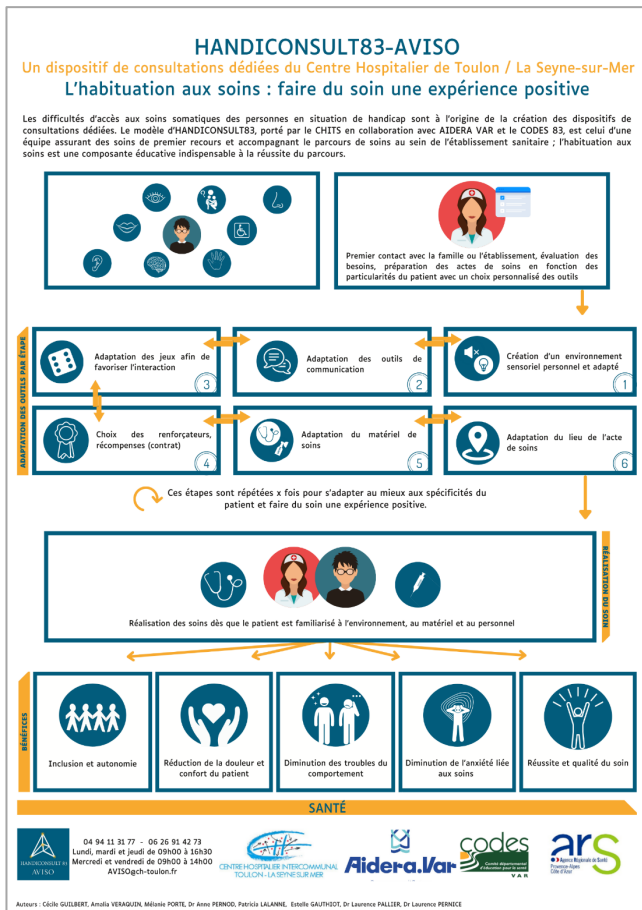 HANDICONSULT83-AVISO
Un dispositif de consultations dédiées du Centre Hospitalier de Toulon / La Seyne-sur-Mer
L'habituation aux soins : faire du soin une expérience positive
Les difficultés d'accès aux soins somatiques des personnes en situation de handicap sont à l'origine de la création des dispositifs de
consultations dédiées. Le modèle d'HANDICONSULT83, porté par le CHITS en collaboration avec AIDERA VAR et le CODES 83, est celui d'une
équipe assurant des soins de premier recours et accompagnant le parcours de soins au sein de l'établissement sanitaire ; l'habituation aux
soins est une composante éducative indispensable à la réussite du parcours.
Premier contact avec la famille ou l'établissement, évaluation des
besoins, préparation des actes de soins en fonction des
particularités du patient avec un choix personnalisé des outils
ADAPTATION DES OUTILS PAR ÉTAPE
Adaptation des jeux afin de
favoriser l'interaction
3
Adaptation des outils de
communication
2
Création d'un environnement
sensoriel personnel et adapté
1
Choix des renforçateurs,
récompenses (contrat)
4
Adaptation du matériel de
soins
5
Adaptation du lieu de l'acte
de soins
6
Ces étapes sont répétées x fois pour s'adapter au mieux aux spécificités du
patient et faire du soin une expérience positive.
RÉALISATION DU SOIN
Réalisation des soins dès que le patient est familiarisé à l'environnement, au matériel et au personnel
BÉNÉFICES
Inclusion et autonomie
Réduction de la douleur et
confort du patient
Diminution des troubles du
comportement
Diminution de l'anxiété liée
aux soins
Réussite et qualité du soin
SANTÉ
HANDICONSULT 83
AVISO
04 94 11 31 77 - 06 26 91 42 73
Lundi, mardi et jeudi de 09h00 à 16h30
Mercredi et vendredi de 09h00 à 14h00
AVISO@ch-toulon.fr
CENTRE HOSPITALIER INTERCOMMUNAL
TOULON - LA SEYNE SUR MER
Aidera.Var
codes
Comité départemental
d'éducation pour la santé
VAR
ars
Agence Régionale de Santé
Provence-Alpes
Côte d'Azur
Auteurs : Cécile GUILBERT, Amalia VERAGUIN, Mélanie PORTE, Dr Anne PERNOD, Patricia LALANNE, Estelle GAUTHIOT, Dr Laurence PALLIER, Dr Laurence PERNICE